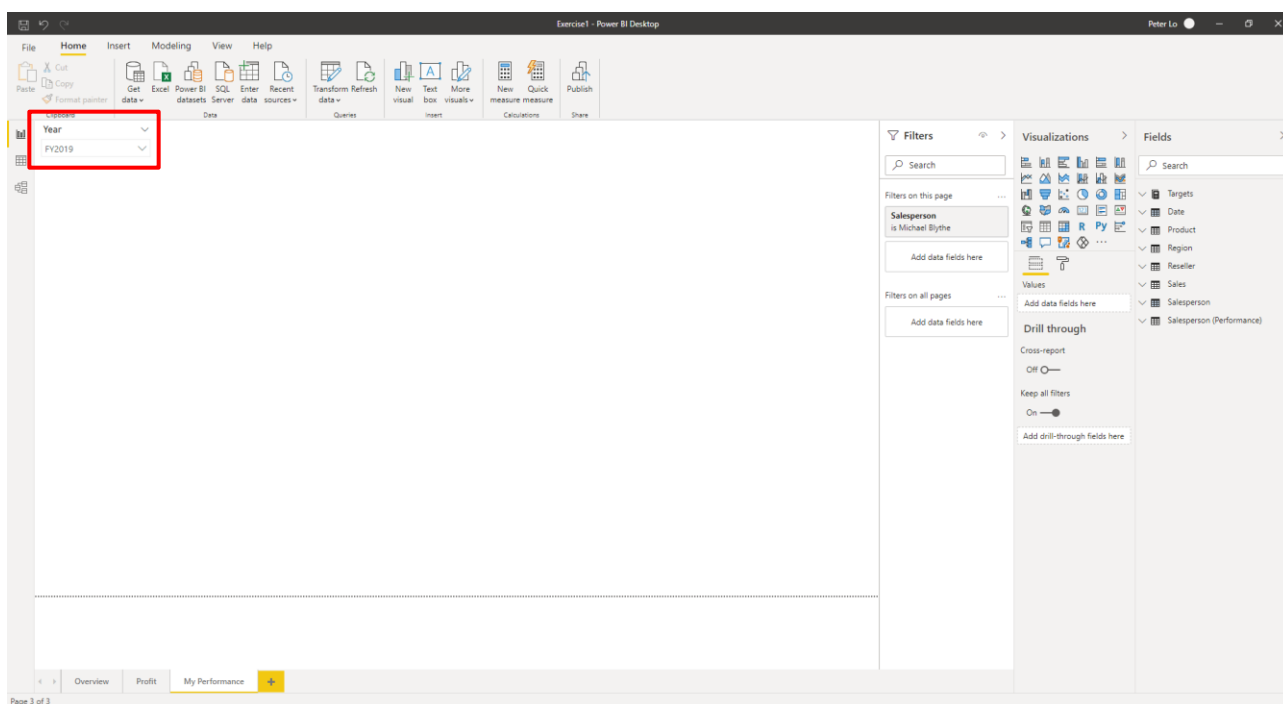 Exercise1 - Power BI Desktop
Peter Lo
File Home Insert Modeling View Help
Paste
Cut
Copy
Format painter
Clipboard
Get data
Excel
Power BI datasets
SQL Server
Enter data
Recent sources
Data
Transform data
Refresh
Queries
New visual
Text box
More visuals
Insert
New measure
Quick measure
Calculations
Publish
Share
Year
FY2019
Filters
Search
Filters on this page ...
Salesperson
is Michael Blythe
Add data fields here
Filters on all pages ...
Add data fields here
Visualizations
R Py
...
Values
Add data fields here
Drill through
Cross-report
Off
Keep all filters
On
Add drill-through fields here
Fields
Search
Targets
Date
Product
Region
Reseller
Sales
Salesperson
Salesperson (Performance)
Overview Profit My Performance +
Page 3 of 3